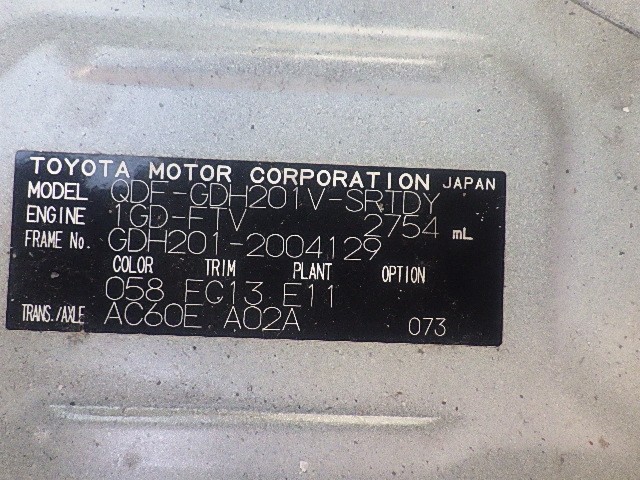 TOYOTA MOTOR CORPORATION JAPAN
MODEL QDF-GDH201V-SRTDY
ENGINE 1GD-FTV 2754 mL
FRAME No. GDH201-2004129
COLOR TRIM PLANT OPTION
058 FG13 E11
TRANS./AXLE AC60E A02A 073